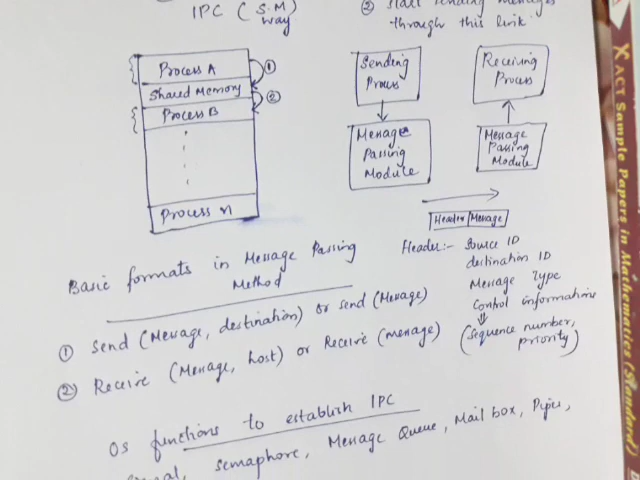 IPC (S.M) way
② start sending messages
through this link.
Process A
①
Shared Memory
②
Process B
Process n
Sending
Process
Message
Passing
Module
Receiving
Process
Message
Passing
Module
Header Message
Header:- Source ID
destination ID
Message Type
Control informations
(Sequence number,
priority)
Basic formats in Message Passing
Method
① Send (Message, destination) or send (Message)
② Receive (Message, host) or Receive (message)
OS functions to establish IPC
semaphore, Message Queue, Mail box, Pipes,
X ACT Sample Papers in Mathematics (Standard)